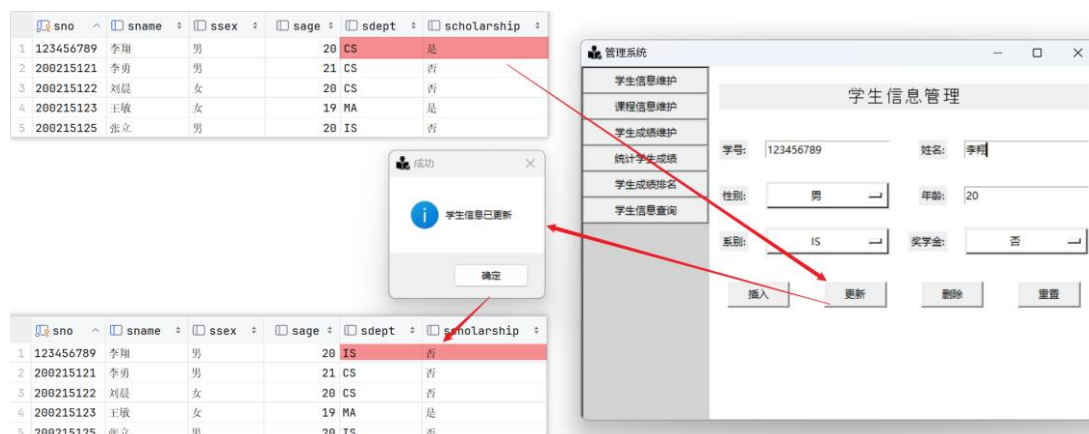 sno sname ssex sage sdept scholarship
1 123456789 李翔 男 20 CS 是
2 200215121 李勇 男 21 CS 否
3 200215122 刘晨 女 20 CS 否
4 200215123 王敏 女 19 MA 是
5 200215125 张立 男 20 IS 否
成功
学生信息已更新
确定
sno sname ssex sage sdept scholarship
1 123456789 李翔 男 20 IS 否
2 200215121 李勇 男 21 CS 否
3 200215122 刘晨 女 20 CS 否
4 200215123 王敏 女 19 MA 是
5 200215125 张立 男 20 IS 否
管理系统
学生信息维护
课程信息维护
学生成绩维护
统计学生成绩
学生成绩排名
学生信息查询
学生信息管理
学号: 123456789 姓名: 李翔
性别: 男 年龄: 20
系别: IS 奖学金: 否
插入 更新 删除 重置